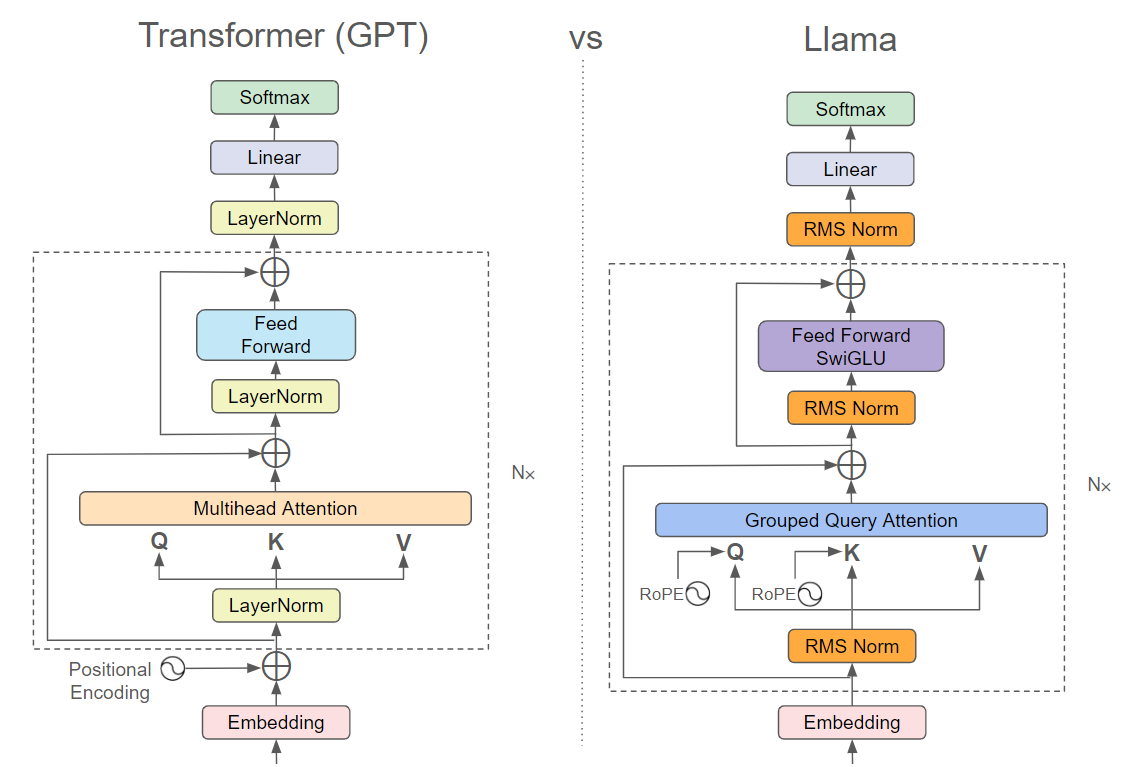 Transformer (GPT)
vs
Llama
Softmax
Linear
LayerNorm
Feed
Forward
LayerNorm
Nx
Multihead Attention
Q K V
LayerNorm
Positional
Encoding
Embedding
Softmax
Linear
RMS Norm
Feed Forward
SwiGLU
RMS Norm
Nx
Grouped Query Attention
Q K V
RoPE RoPE
RMS Norm
Embedding